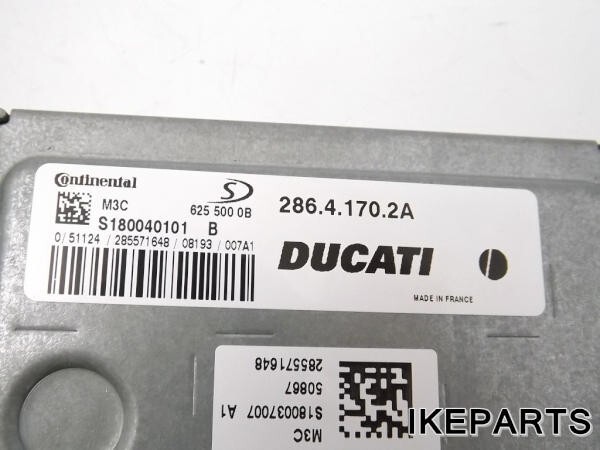 Continental
M3C 625 500 0B
S180040101 B
0/51124 / 285571648 / 08193 / 007A1
286.4.170.2A
DUCATI
MADE IN FRANCE
M3C
S180037007 A1
50867
285571648
IKEPARTS